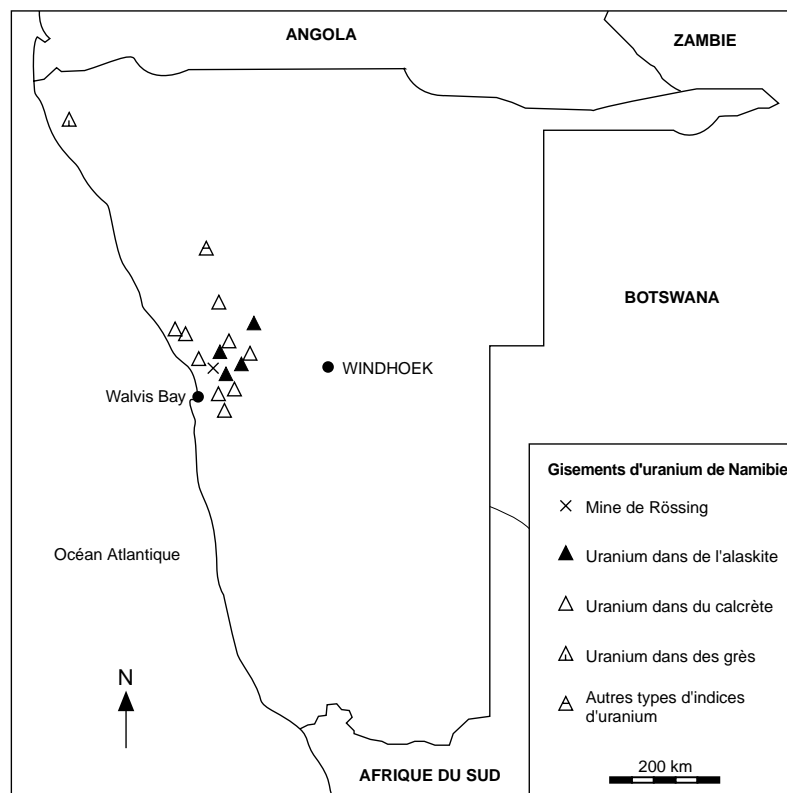 ANGOLA
ZAMBIE
BOTSWANA
WINDHOEK
Walvis Bay
Océan Atlantique
N
AFRIQUE DU SUD
Gisements d'uranium de Namibie
Mine de Rössing
Uranium dans de l'alaskite
Uranium dans du calcrète
Uranium dans des grès
Autres types d'indices
d'uranium
200 km